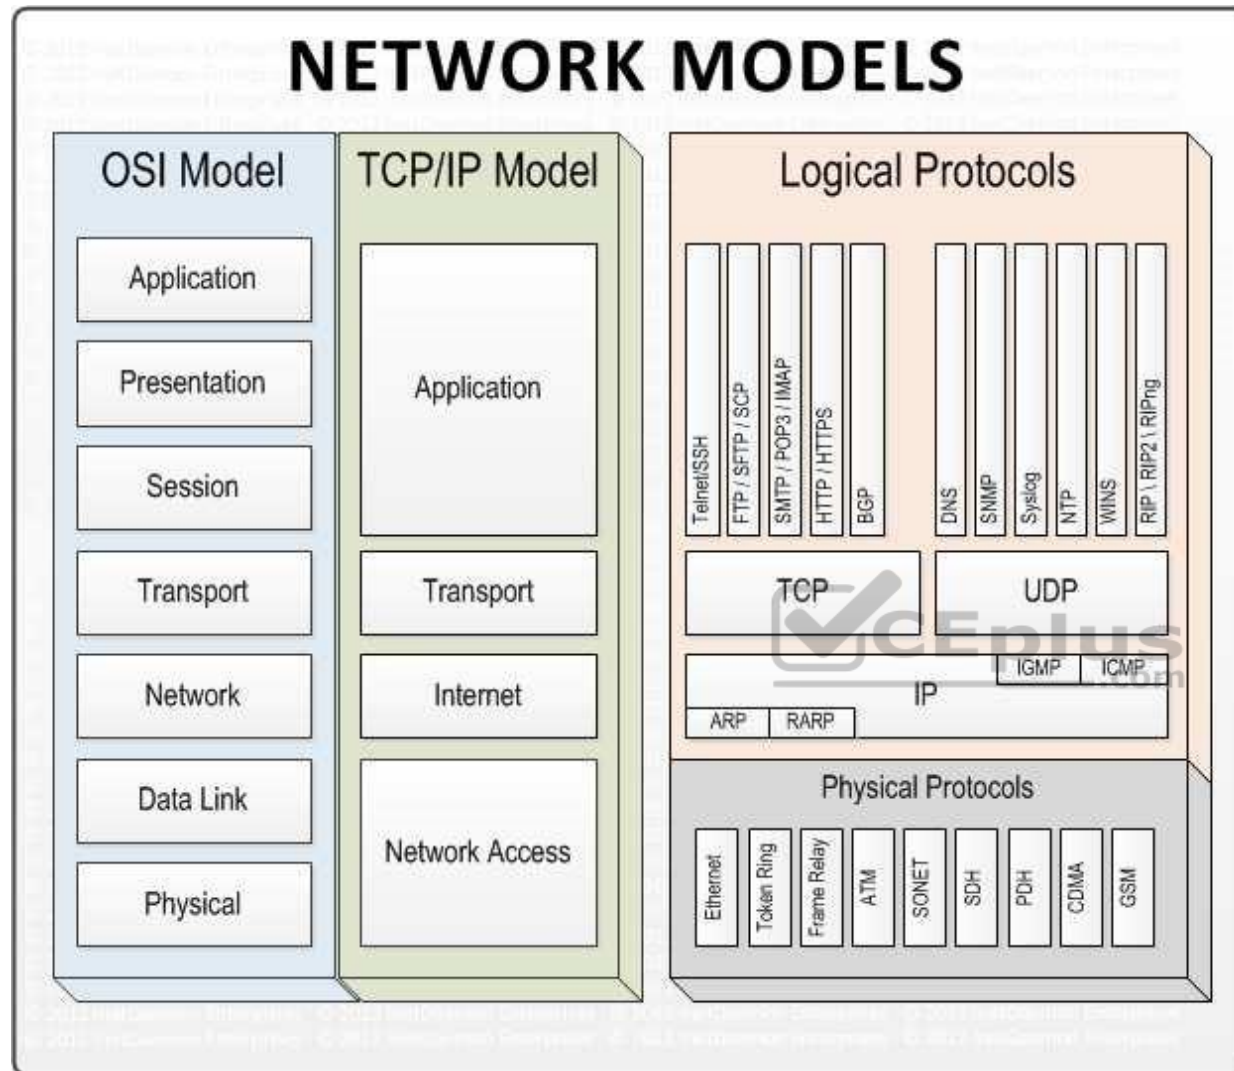 NETWORK MODELS
OSI Model
Application
Presentation
Session
Transport
Network
Data Link
Physical
TCP/IP Model
Application
Transport
Internet
Network Access
Logical Protocols
Telnet/SSH
FTP / SFTP / SCP
SMTP / POP3 / IMAP
HTTP / HTTPS
BGP
DNS
SNMP
Syslog
NTP
WINS
RIP \ RIP2 \ RIPng
TCP
UDP
IP
IGMP
ICMP
ARP
RARP
Physical Protocols
Ethernet
Token Ring
Frame Relay
ATM
SONET
SDH
PDH
CDMA
GSM
CEplus
.com